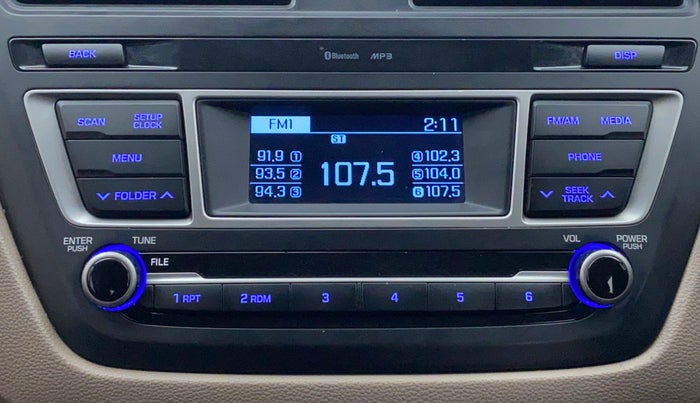 BACK
Bluetooth MP3
DISP
SCAN
SETUP CLOCK
MENU
FOLDER
FM1 2:11
ST
91.9 1
93.5 2
94.3 3
107.5
4 102.3
5 104.0
6 107.5
FM/AM MEDIA
PHONE
SEEK TRACK
ENTER PUSH
TUNE
FILE
VOL
POWER PUSH
1 RPT
2 RDM
3
4
5
6